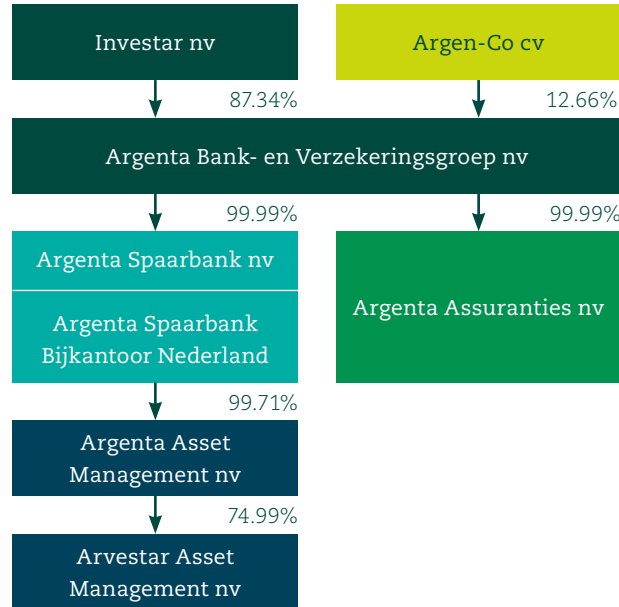 Investar nv
Argen-Co cv
87.34%
12.66%
Argenta Bank- en Verzekeringsgroep nv
99.99%
99.99%
Argenta Spaarbank nv
Argenta Spaarbank
Bijkantoor Nederland
Argenta Assuranties nv
99.71%
Argenta Asset
Management nv
74.99%
Arvestar Asset
Management nv